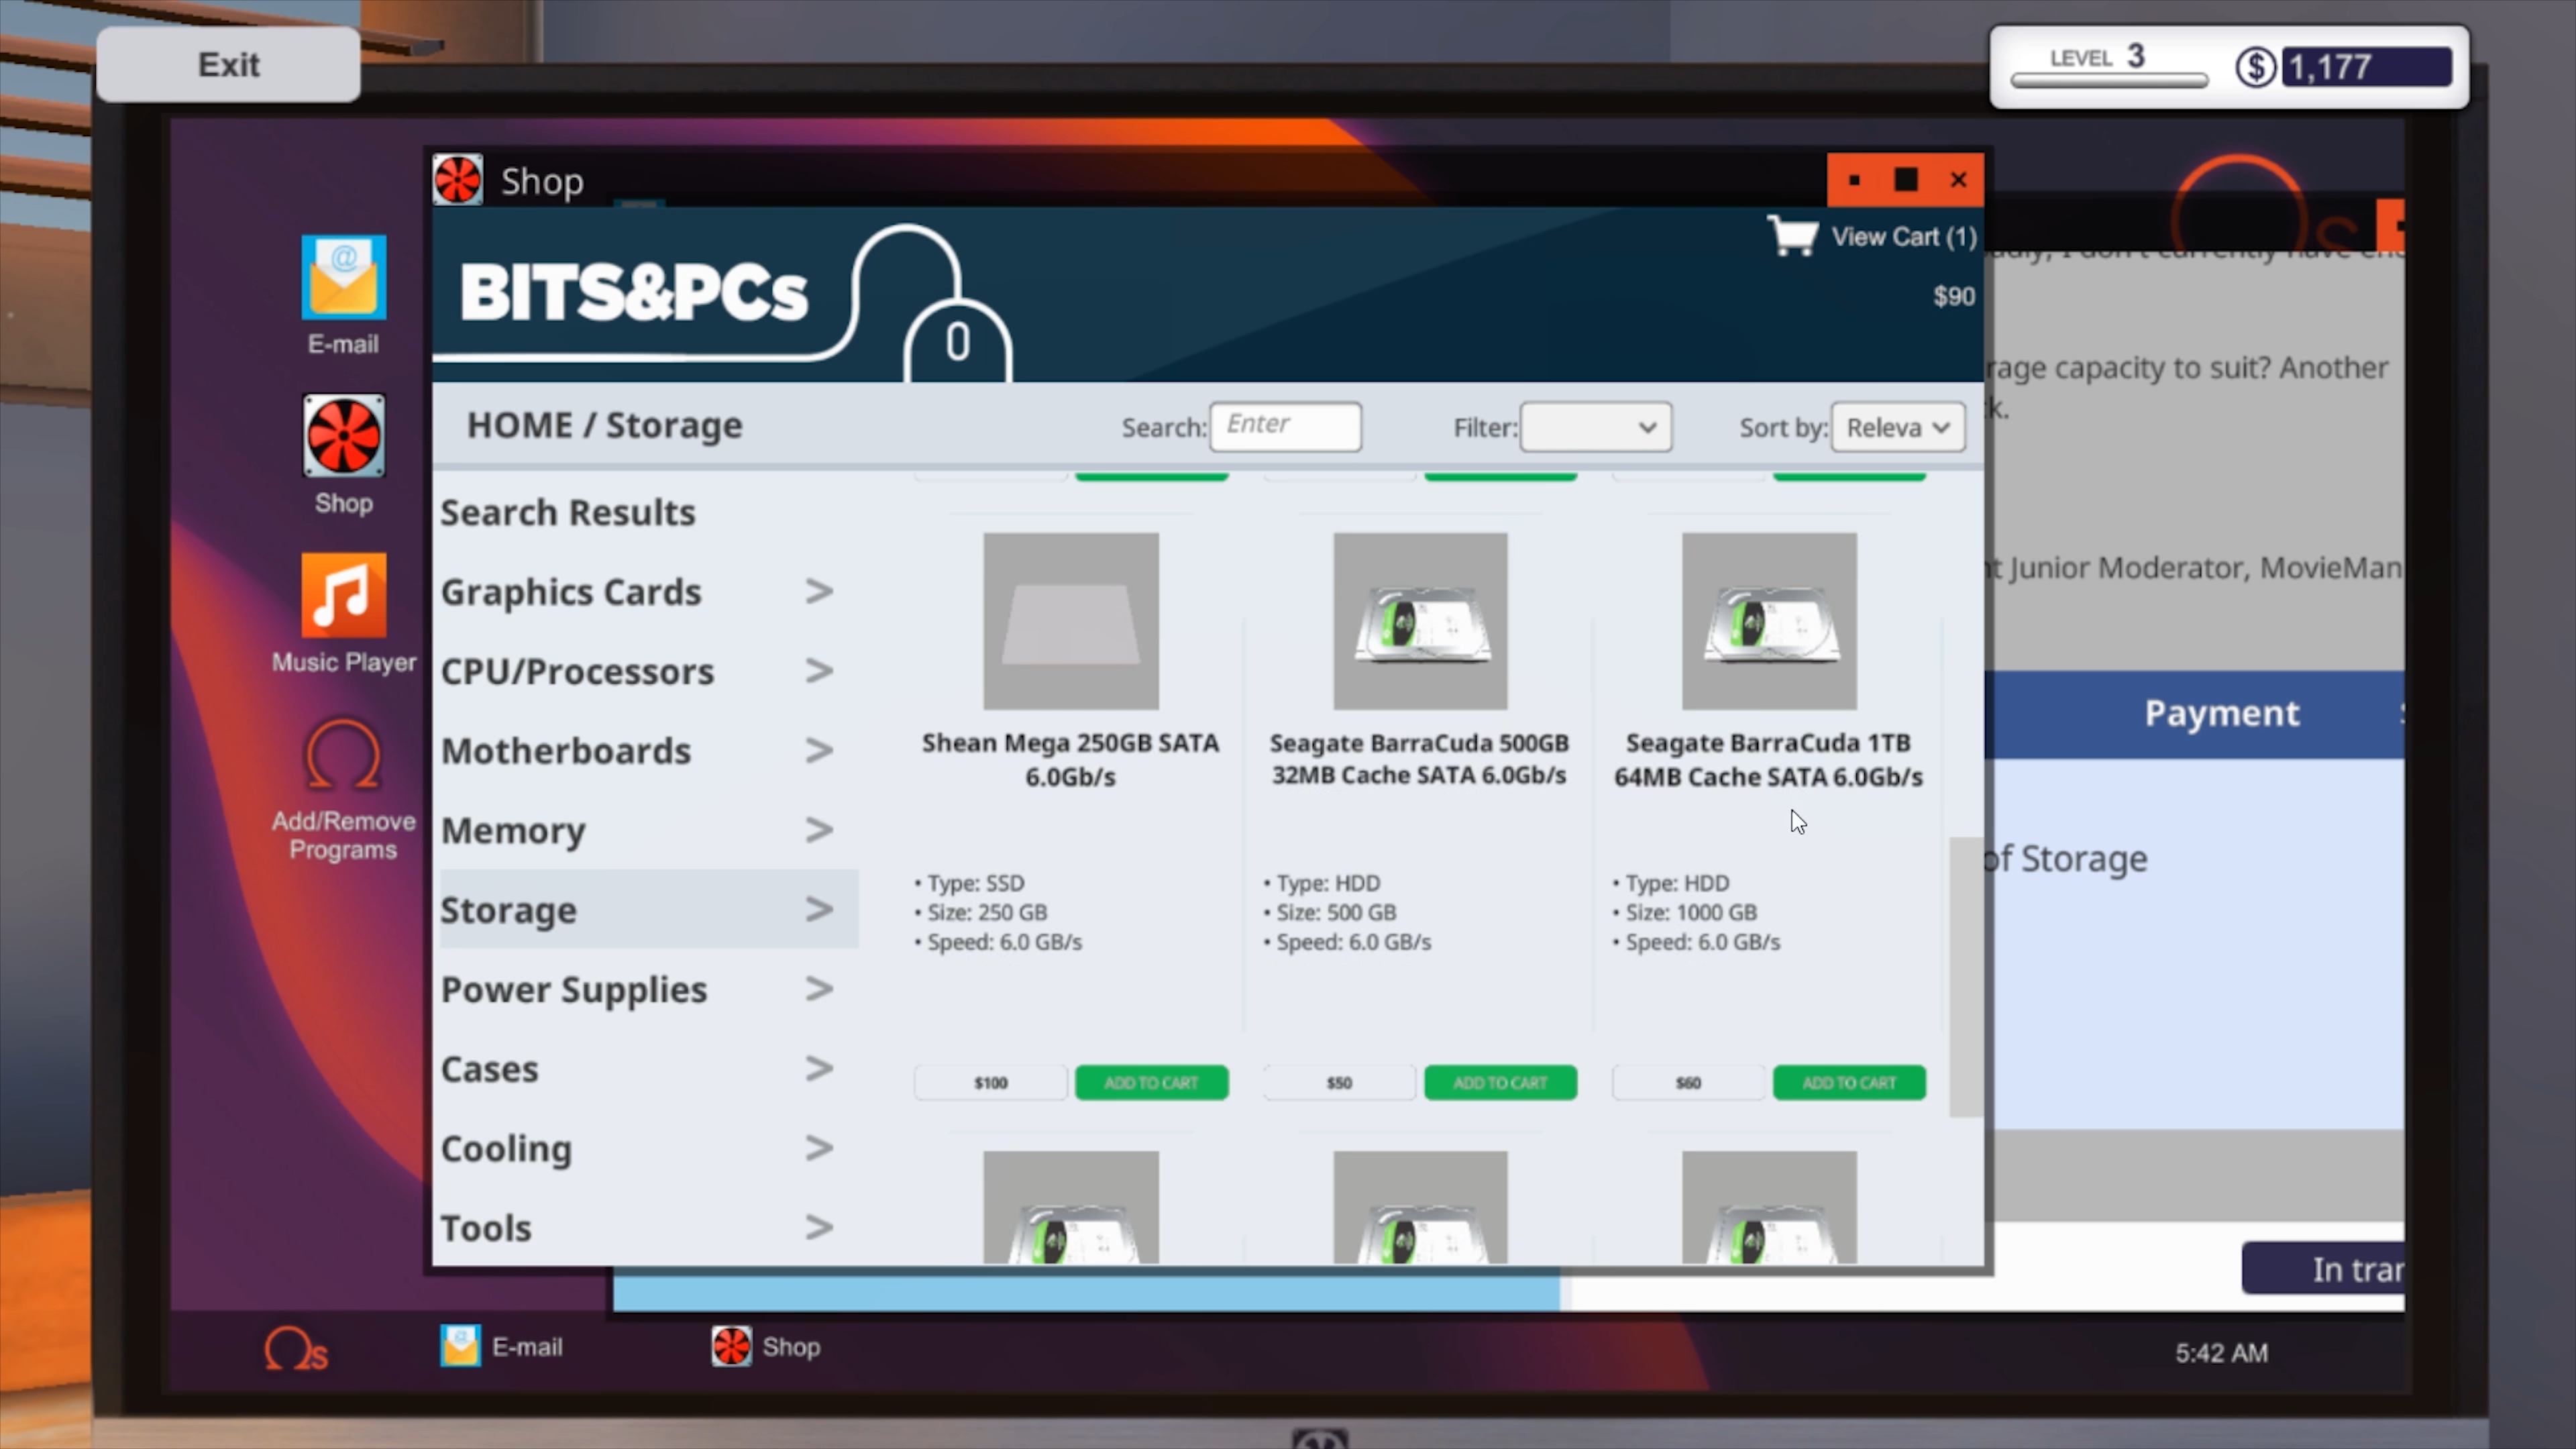 Exit
LEVEL 3
$ 1,177
Shop
View Cart (1)
$90
BITS&PCs
HOME / Storage
Search: Enter
Filter:
Sort by: Releva
Search Results
Graphics Cards >
CPU/Processors >
Motherboards >
Memory >
Storage >
Power Supplies >
Cases >
Cooling >
Tools >
Shean Mega 250GB SATA
6.0Gb/s
• Type: SSD
• Size: 250 GB
• Speed: 6.0 GB/s
$100
ADD TO CART
Seagate BarraCuda 500GB
32MB Cache SATA 6.0Gb/s
• Type: HDD
• Size: 500 GB
• Speed: 6.0 GB/s
$50
ADD TO CART
Seagate BarraCuda 1TB
64MB Cache SATA 6.0Gb/s
• Type: HDD
• Size: 1000 GB
• Speed: 6.0 GB/s
$60
ADD TO CART
E-mail
Shop
Music Player
Add/Remove
Programs
I don't currently have
capacity to suit? Another
k.
Junior Moderator, MovieMan
Payment
of Storage
In tran
Ωs
E-mail
Shop
5:42 AM